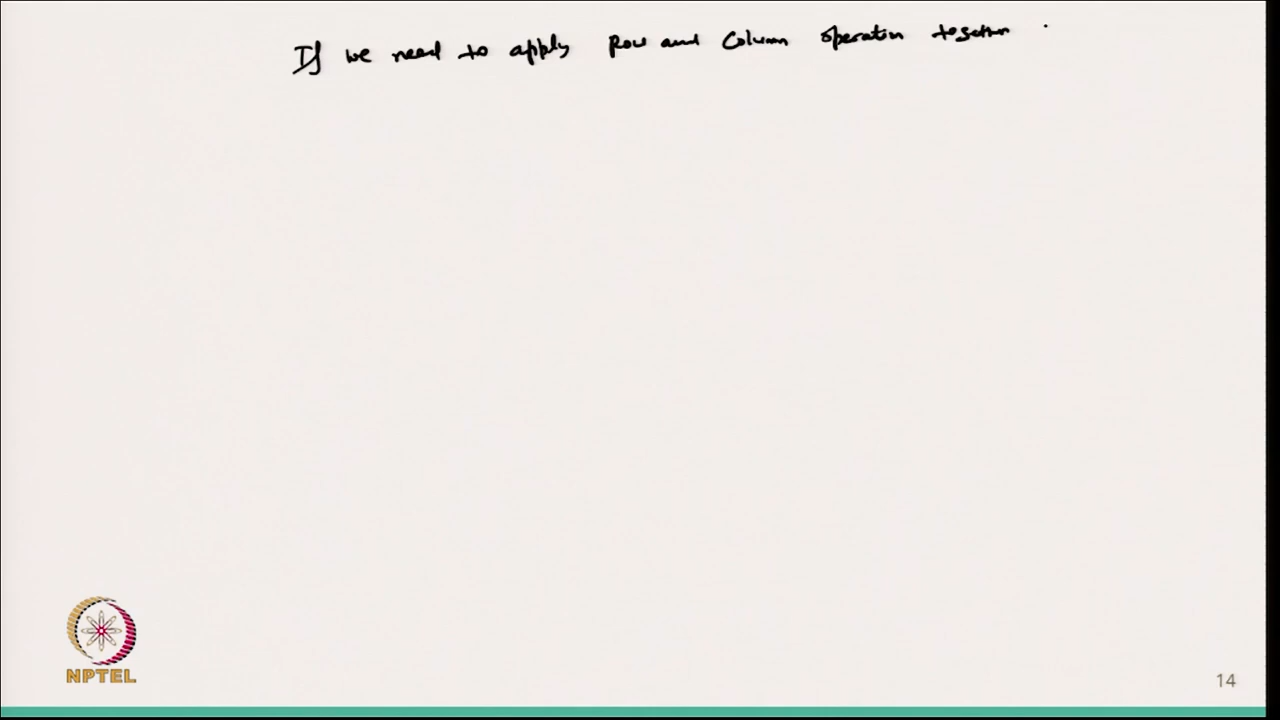 If we need to apply Row and Column operation together .
NPTEL
14